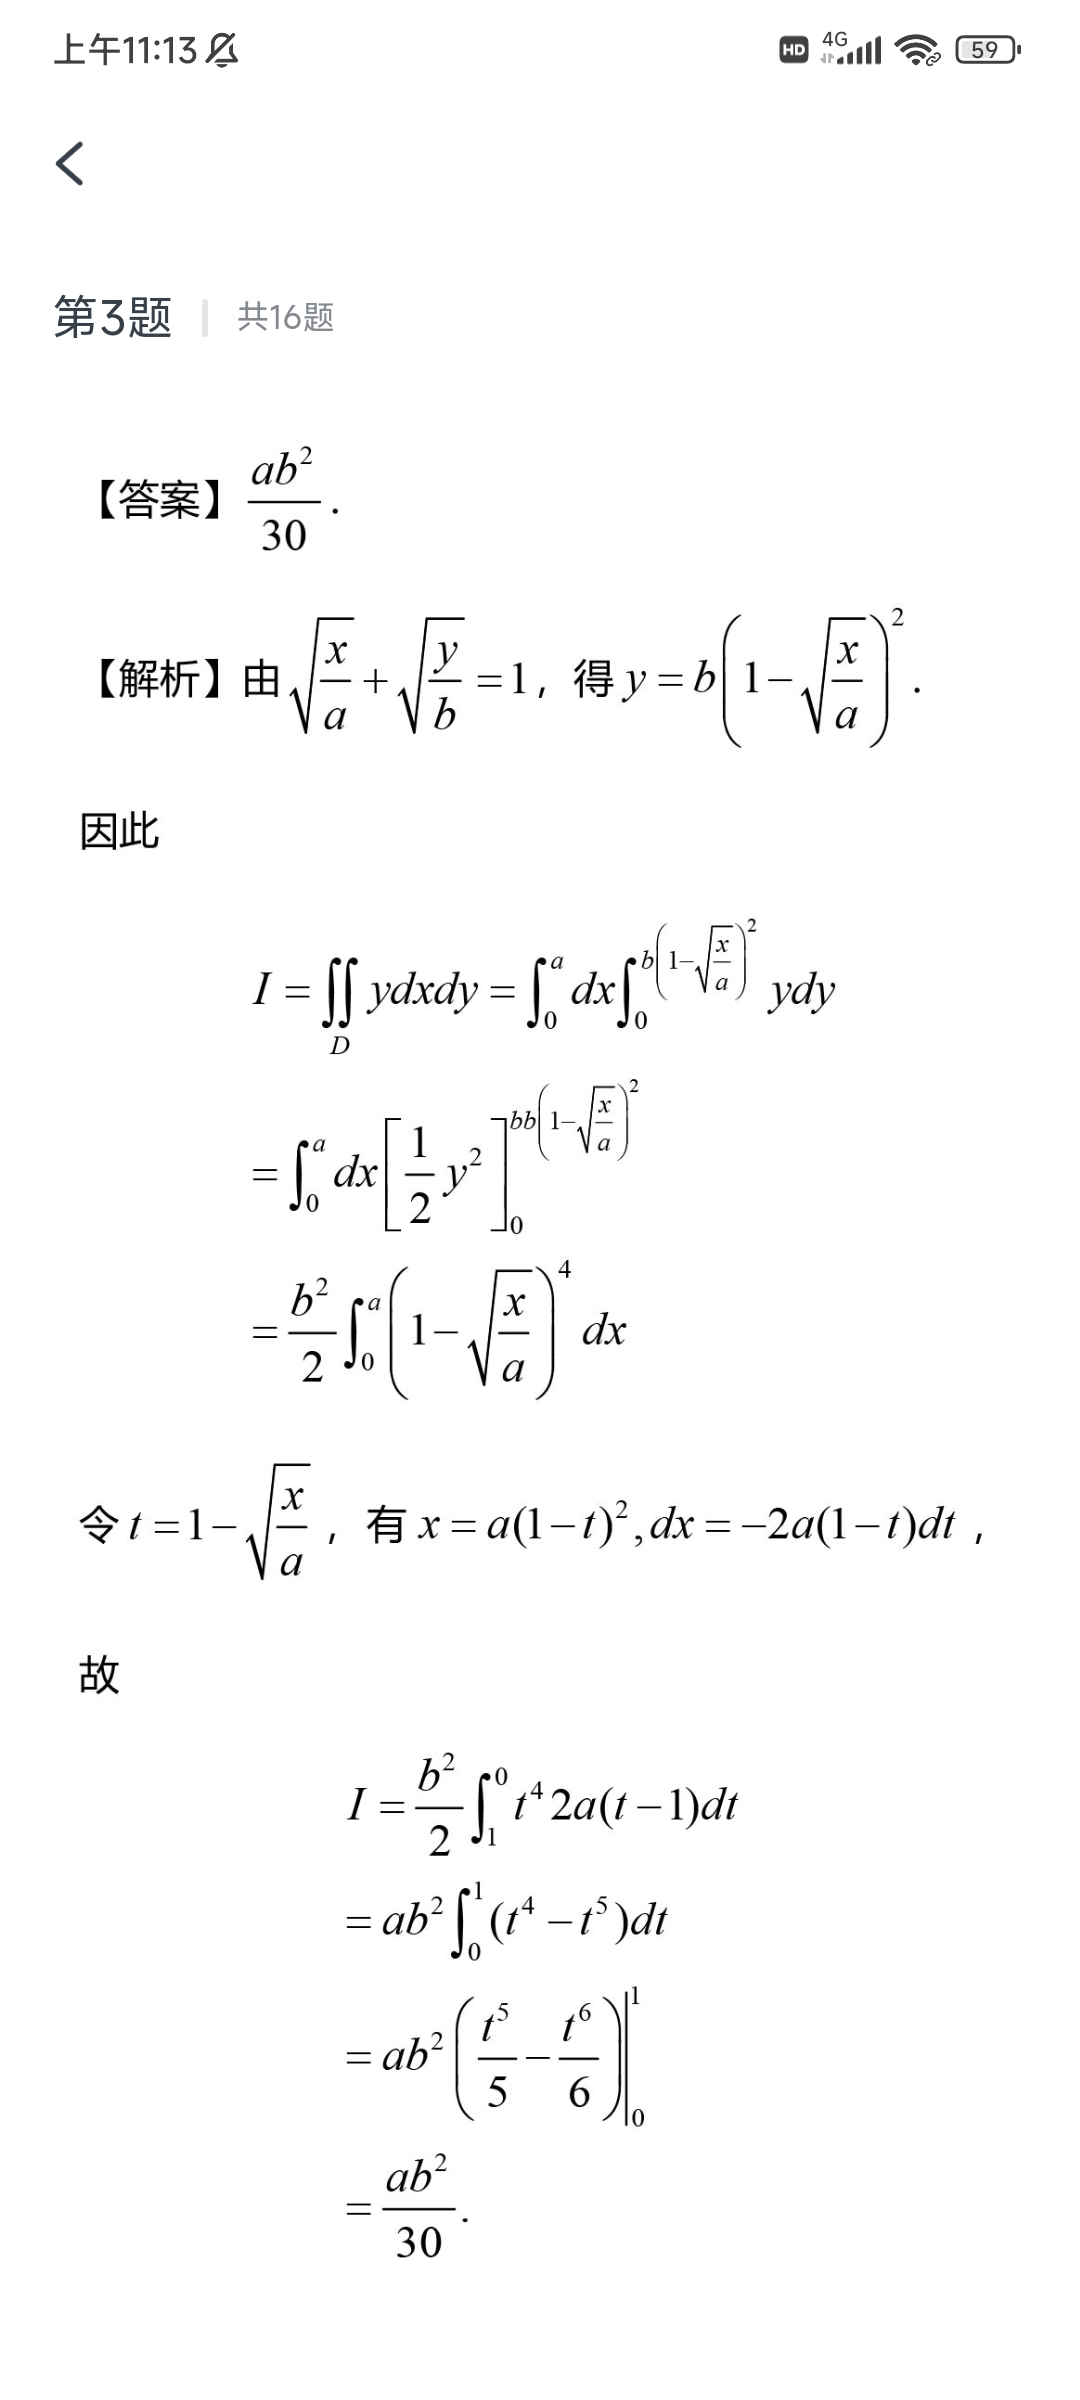 上午11:13
HD 4G 59
第3题 | 共16题
【答案】$\frac{ab^2}{30}$.
【解析】由$\sqrt{\frac{x}{a}}+\sqrt{\frac{y}{b}}=1$，得$y=b\left(1-\sqrt{\frac{x}{a}}\right)^2$.
因此
$I=\iint\limits_D ydxdy=\int_0^a dx\int_0^{b\left(1-\sqrt{\frac{x}{a}}\right)^2} ydy$
$=\int_0^a dx\left[\frac{1}{2}y^2\right]_0^{bb\left(1-\sqrt{\frac{x}{a}}\right)^2}$
$=\frac{b^2}{2}\int_0^a\left(1-\sqrt{\frac{x}{a}}\right)^4 dx$
令$t=1-\sqrt{\frac{x}{a}}$，有$x=a(1-t)^2,dx=-2a(1-t)dt$，
故
$I=\frac{b^2}{2}\int_1^0 t^4 2a(t-1)dt$
$=ab^2\int_0^1(t^4-t^5)dt$
$=ab^2\left(\frac{t^5}{5}-\frac{t^6}{6}\right)\Big|_0^1$
$=\frac{ab^2}{30}.$